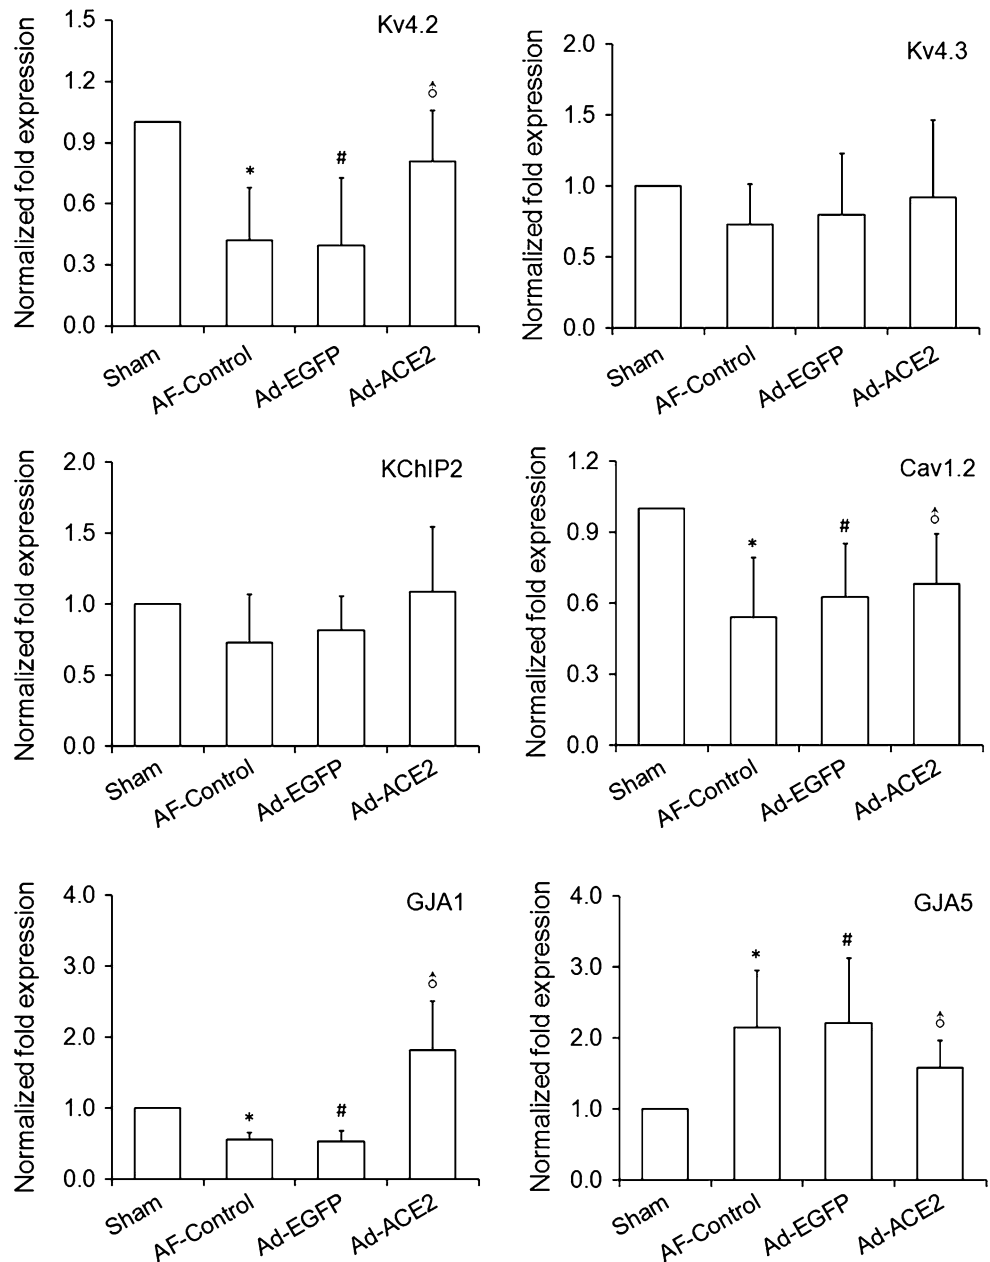 Kv4.2
Normalized fold expression
1.5
1.2
0.9
0.6
0.3
0.0
*
#
♂
Sham
AF-Control
Ad-EGFP
Ad-ACE2
Kv4.3
Normalized fold expression
2.0
1.5
1.0
0.5
0.0
Sham
AF-Control
Ad-EGFP
Ad-ACE2
KChIP2
Normalized fold expression
2.0
1.5
1.0
0.5
0.0
Sham
AF-Control
Ad-EGFP
Ad-ACE2
Cav1.2
Normalized fold expression
1.2
0.9
0.6
0.3
0.0
*
#
♂
Sham
AF-Control
Ad-EGFP
Ad-ACE2
GJA1
Normalized fold expression
4.0
3.0
2.0
1.0
0.0
*
#
♂
Sham
AF-Control
Ad-EGFP
Ad-ACE2
GJA5
Normalized fold expression
4.0
3.0
2.0
1.0
0.0
*
#
♂
Sham
AF-Control
Ad-EGFP
Ad-ACE2